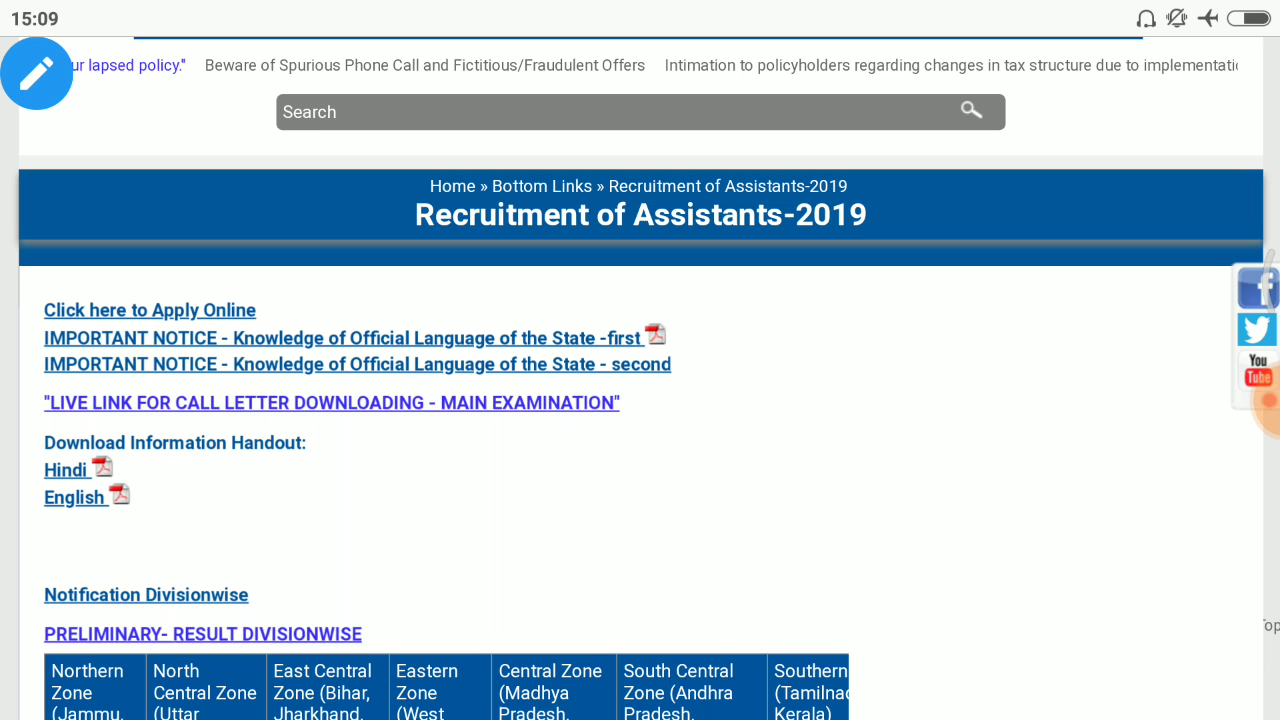 15:09
ur lapsed policy." Beware of Spurious Phone Call and Fictitious/Fraudulent Offers Intimation to policyholders regarding changes in tax structure due to
Search
Home » Bottom Links » Recruitment of Assistants-2019
Recruitment of Assistants-2019
Click here to Apply Online
IMPORTANT NOTICE - Knowledge of Official Language of the State -first
IMPORTANT NOTICE - Knowledge of Official Language of the State - second
"LIVE LINK FOR CALL LETTER DOWNLOADING - MAIN EXAMINATION"
You
Tube
Download Information Handout:
Hindi
English
Notification Divisionwise
PRELIMINARY- RESULT DIVISIONWISE
Northern North East Central Eastern Central Zone South Central Southern
Zone Central Zone Zone (Bihar, Zone (Madhya Zone (Andhra
(Jammu, (Uttar Jharkhand, (West Pradesh, Pradesh, Kerala)